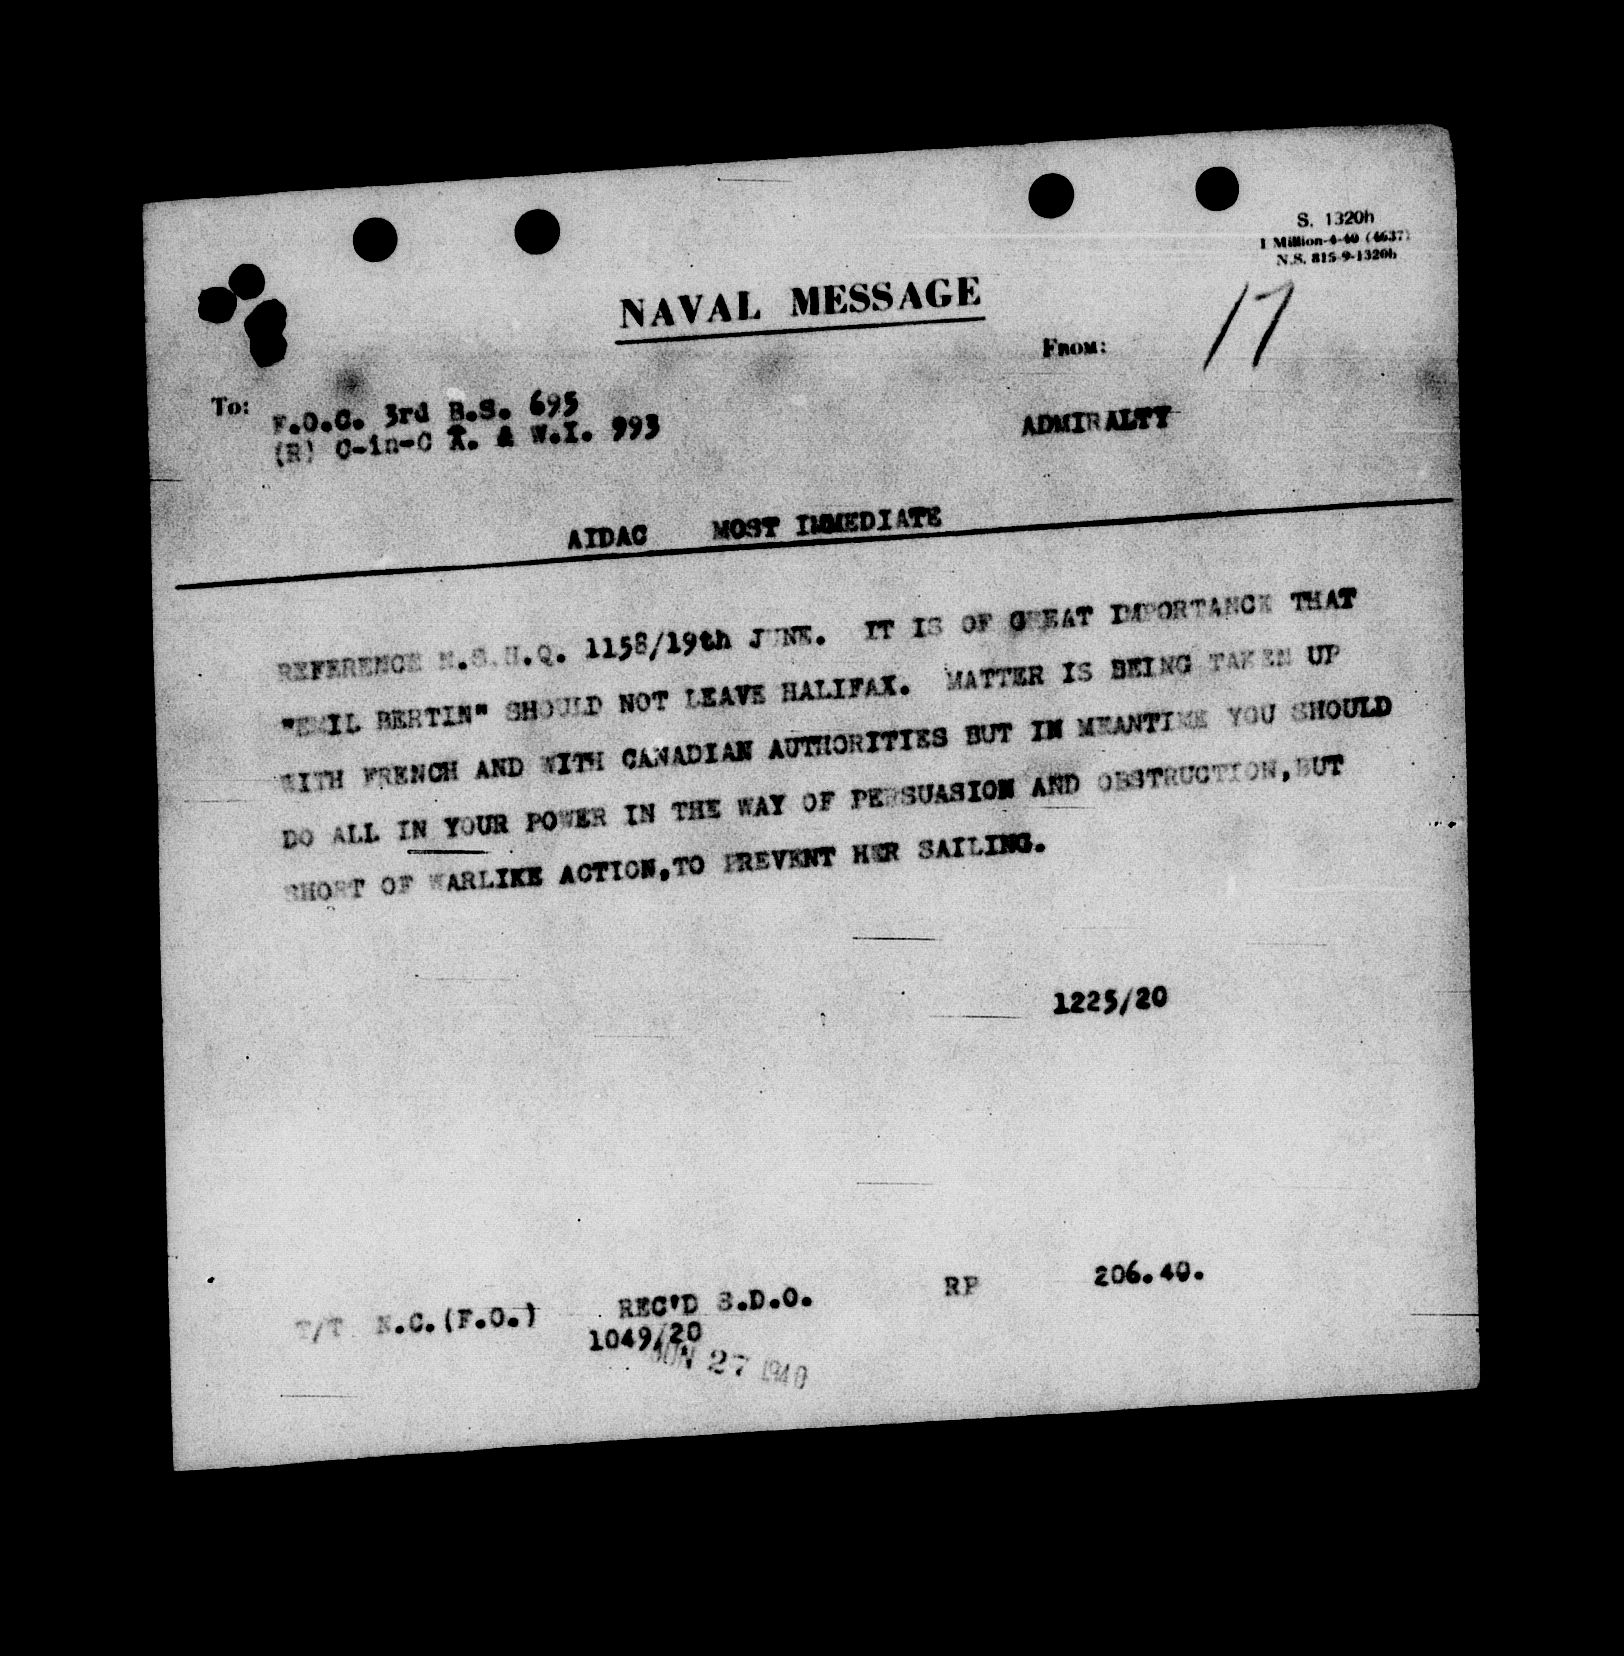 S. 1320h
1 Million-4-40 (4637)
N.S. 815-9-1320h
NAVAL MESSAGE
17
From:
To:
F.O.C. 3rd B.S. 695
(R) C-in-C A. & W.I. 993
ADMIRALTY
AIDAC MOST IMMEDIATE
REFERENCE N.S.H.Q. 1158/19th JUNE. IT IS OF GREAT IMPORTANCE THAT
"EMIL BERTIN" SHOULD NOT LEAVE HALIFAX. MATTER IS BEING TAKEN UP
WITH FRENCH AND WITH CANADIAN AUTHORITIES BUT IN MEANTIME YOU SHOULD
DO ALL IN YOUR POWER IN THE WAY OF PERSUASION AND OBSTRUCTION,BUT
SHORT OF WARLIKE ACTION,TO PREVENT HER SAILING.
1225/20
T/T N.C.(F.O.) REC'D S.D.O. RP 206.40.
1049/20
JUN 27 1940